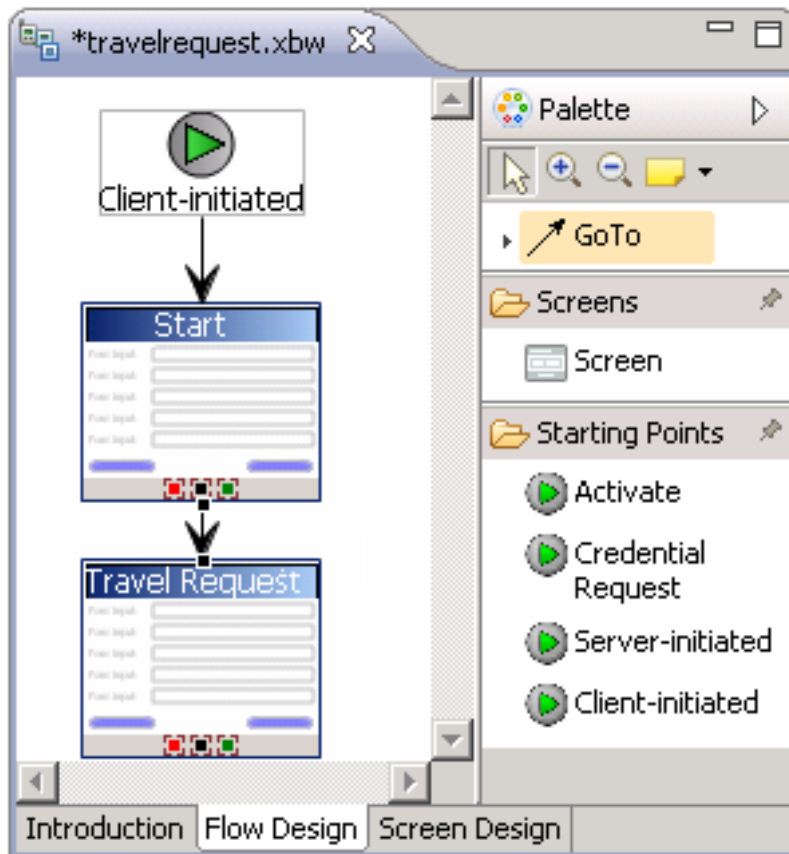 *travelrequest.xbw
Client-initiated
Start
Travel Request
Palette
GoTo
Screens
Screen
Starting Points
Activate
Credential
Request
Server-initiated
Client-initiated
Introduction
Flow Design
Screen Design